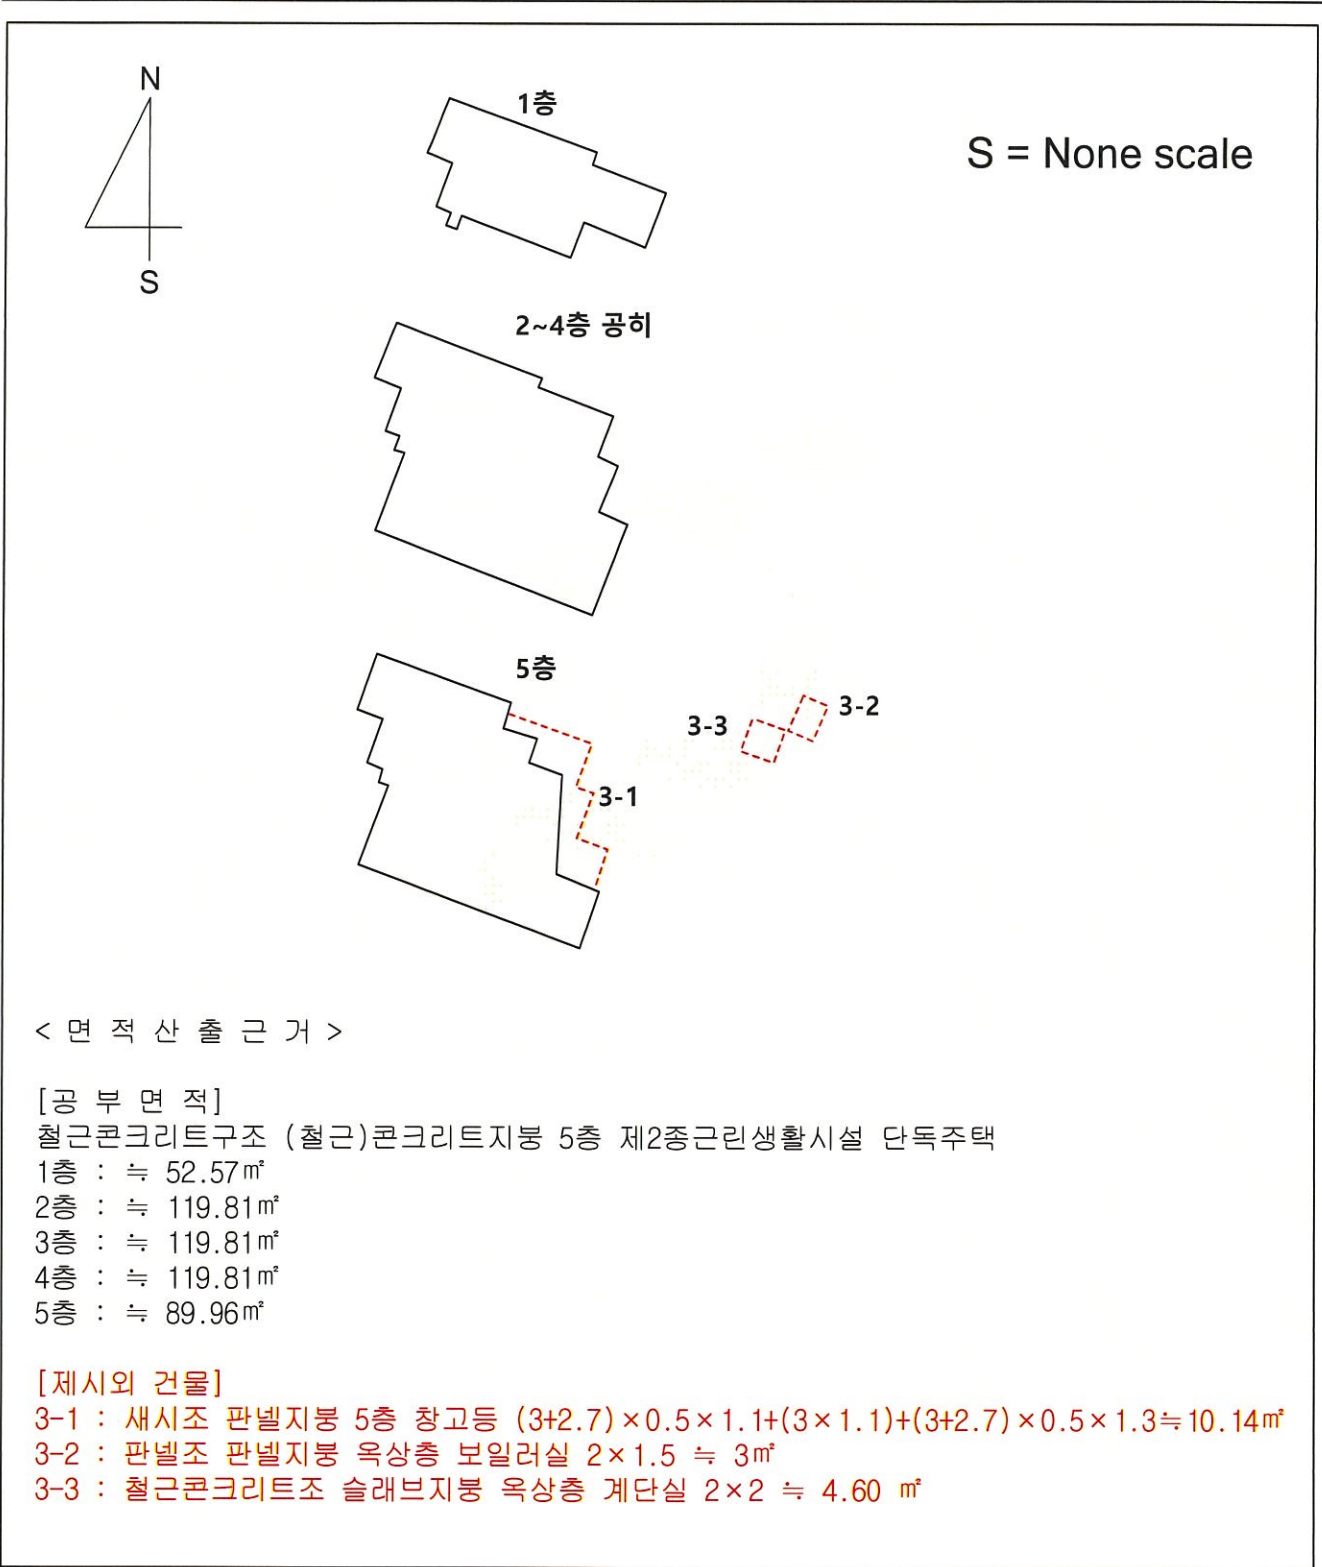 N
S
1층
S = None scale
2~4층 공히
5층
3-3
3-2
3-1
< 면 적 산 출 근 거 >
[공 부 면 적]
철근콘크리트구조 (철근)콘크리트지붕 5층 제2종근린생활시설 단독주택
1층 : ≒ 52.57㎡
2층 : ≒ 119.81㎡
3층 : ≒ 119.81㎡
4층 : ≒ 119.81㎡
5층 : ≒ 89.96㎡
[제시외 건물]
3-1 : 새시조 판넬지붕 5층 창고등 (3+2.7)×0.5×1.1+(3×1.1)+(3+2.7)×0.5×1.3≒10.14㎡
3-2 : 판넬조 판넬지붕 옥상층 보일러실 2×1.5 ≒ 3㎡
3-3 : 철근콘크리트조 슬래브지붕 옥상층 계단실 2×2 ≒ 4.60 ㎡